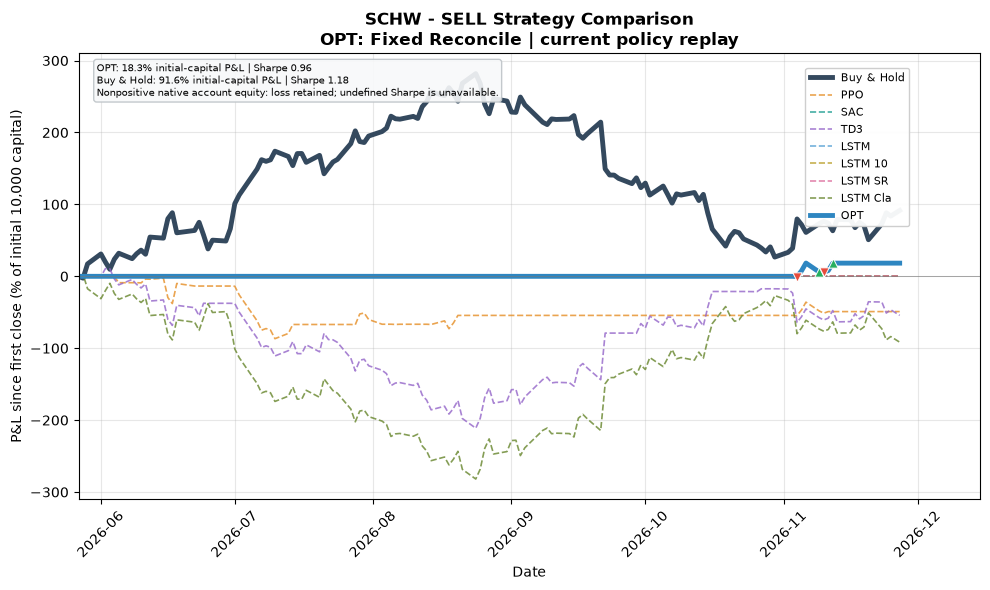 SCHW - SELL Strategy Comparison
OPT: Fixed Reconcile | current policy replay
OPT: 18.3% initial-capital P&L | Sharpe 0.96
Buy & Hold: 91.6% initial-capital P&L | Sharpe 1.18
Nonpositive native account equity: loss retained; undefined Sharpe is unavailable.
Buy & Hold
PPO
SAC
TD3
LSTM
LSTM 10
LSTM SR
LSTM Cla
OPT
P&L since first close (% of initial 10,000 capital)
300
200
100
0
−100
−200
−300
2026-06
2026-07
2026-08
2026-09
2026-10
2026-11
2026-12
Date